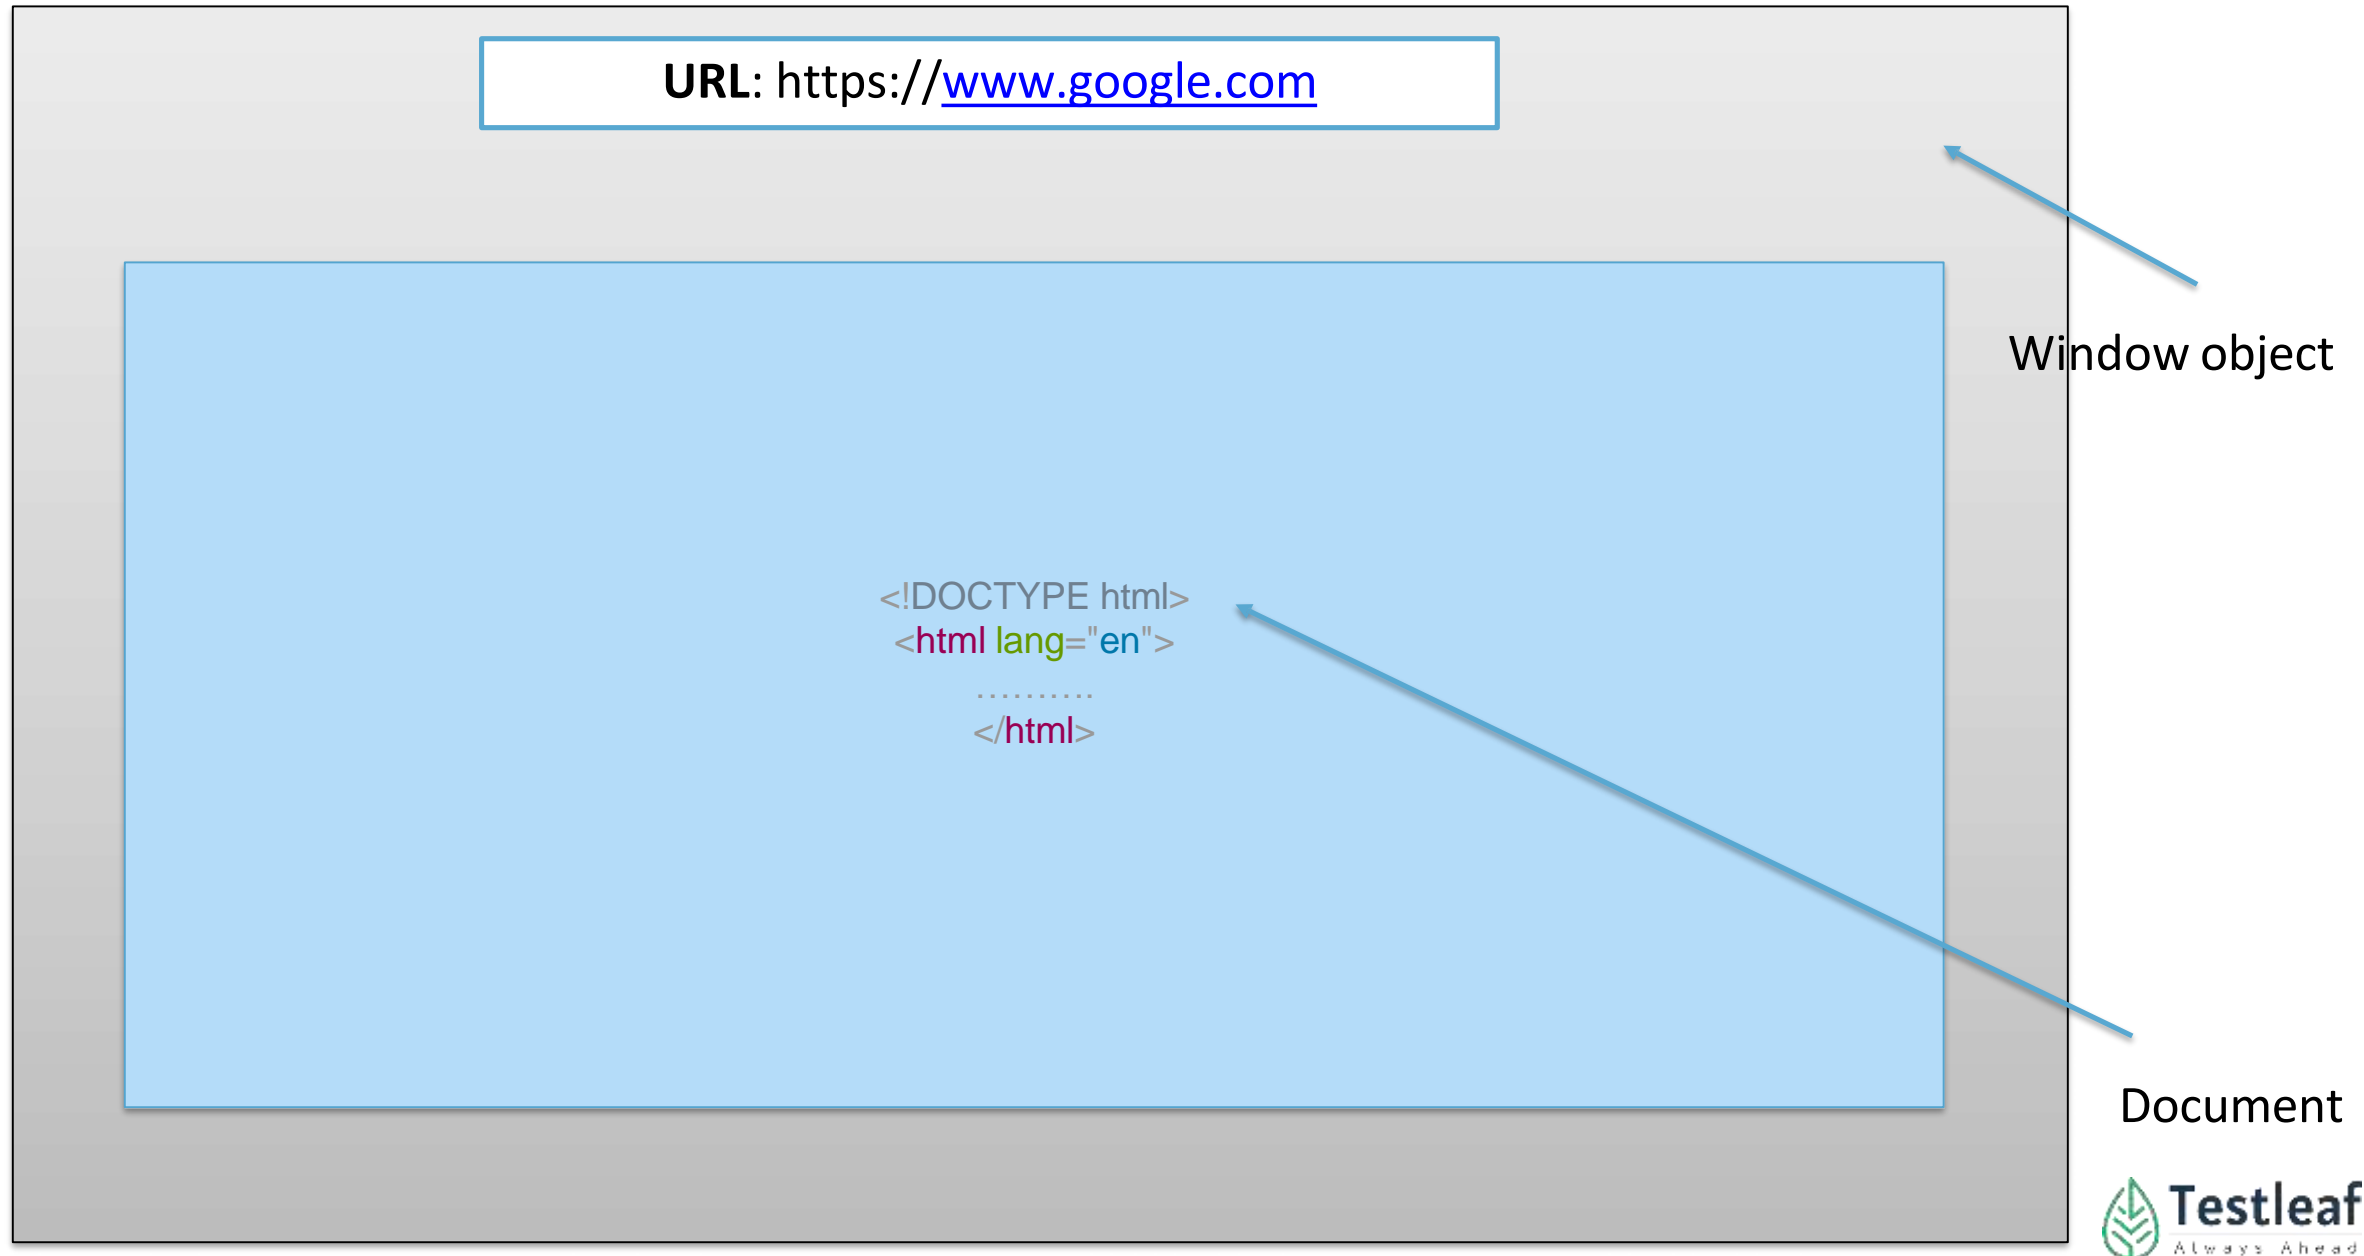 URL: https://www.google.com
Window object
<!DOCTYPE html>
<html lang="en">
..........
</html>
Document
Testleaf
Always Ahead